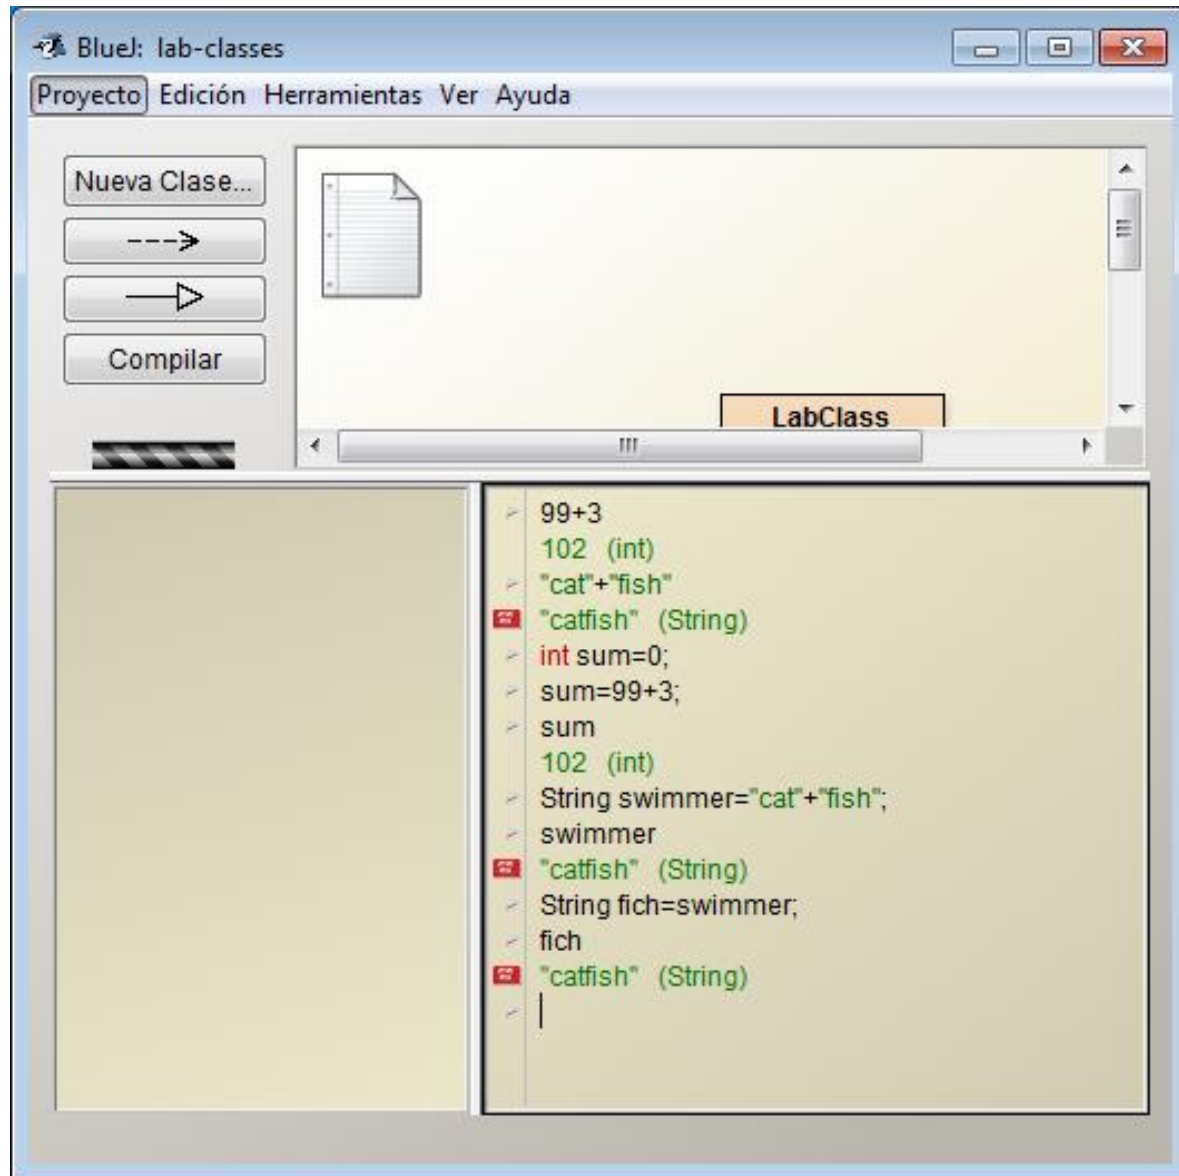 BlueJ: lab-classes
Proyecto Edición Herramientas Ver Ayuda
Nueva Clase...
Compilar
LabClass
99+3
102 (int)
"cat"+"fish"
"catfish" (String)
int sum=0;
sum=99+3;
sum
102 (int)
String swimmer="cat"+"fish";
swimmer
"catfish" (String)
String fich=swimmer;
fich
"catfish" (String)